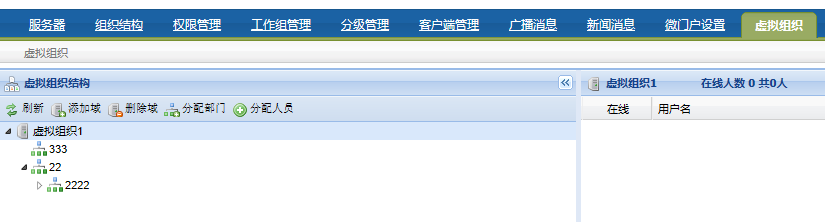 服务器 组织结构 权限管理 工作组管理 分级管理 客户端管理 广播消息 新闻消息 微门户设置 虚拟组织
虚拟组织
虚拟组织结构
刷新 添加域 删除域 分配部门 分配人员
虚拟组织1
333
22
2222
虚拟组织1 在线人数 0 共0人
在线 用户名